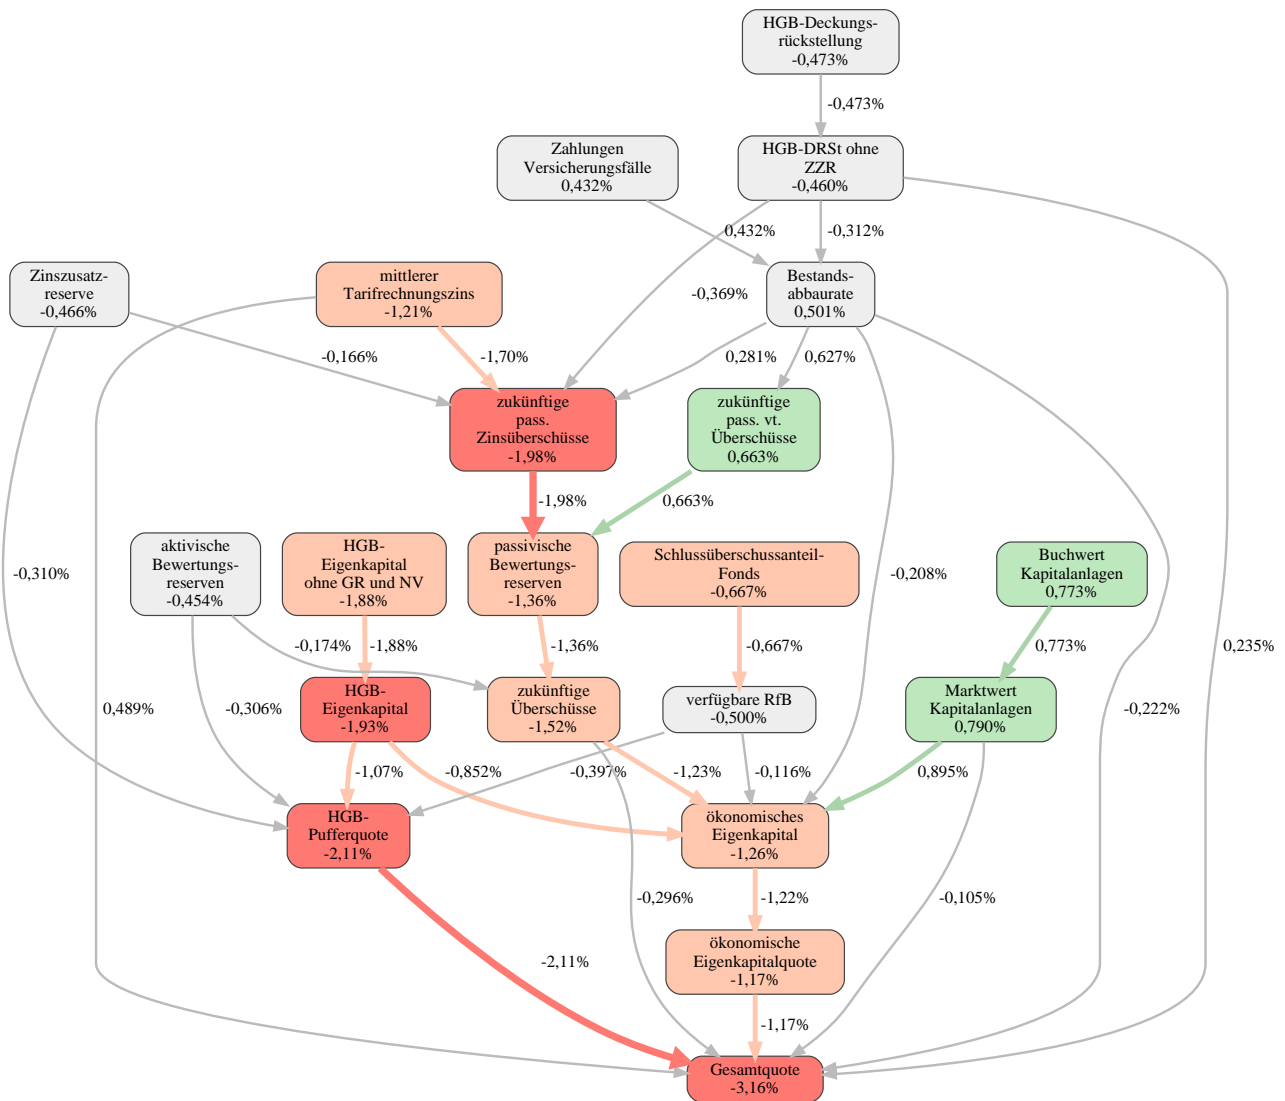 HGB-Deckungs-
rückstellung
-0,473%
-0,473%
Zahlungen
Versicherungsfälle
0,432%
HGB-DRSt ohne
ZZR
-0,460%
0,432%
-0,312%
Zinszusatz-
reserve
-0,466%
mittlerer
Tarifrechnungszins
-1,21%
-0,369%
Bestands-
abbaurate
0,501%
-0,166%
-1,70%
0,281%
0,627%
zukünftige
pass.
Zinsüberschüsse
-1,98%
zukünftige
pass. vt.
Überschüsse
0,663%
-1,98%
0,663%
aktivische
Bewertungs-
reserven
-0,454%
HGB-
Eigenkapital
ohne GR und NV
-1,88%
passivische
Bewertungs-
reserven
-1,36%
Schlussüberschussanteil-
Fonds
-0,667%
Buchwert
Kapitalanlagen
0,773%
-0,310%
-0,208%
-0,174%
-1,88%
-1,36%
-0,667%
0,773%
0,235%
HGB-
Eigenkapital
-1,93%
zukünftige
Überschüsse
-1,52%
verfügbare RfB
-0,500%
Marktwert
Kapitalanlagen
0,790%
0,489%
-0,306%
-0,222%
-1,07%
-0,852%
-0,397%
-1,23%
-0,116%
0,895%
HGB-
Pufferquote
-2,11%
ökonomisches
Eigenkapital
-1,26%
-0,296%
-1,22%
-0,105%
ökonomische
Eigenkapitalquote
-1,17%
-2,11%
-1,17%
Gesamtquote
-3,16%